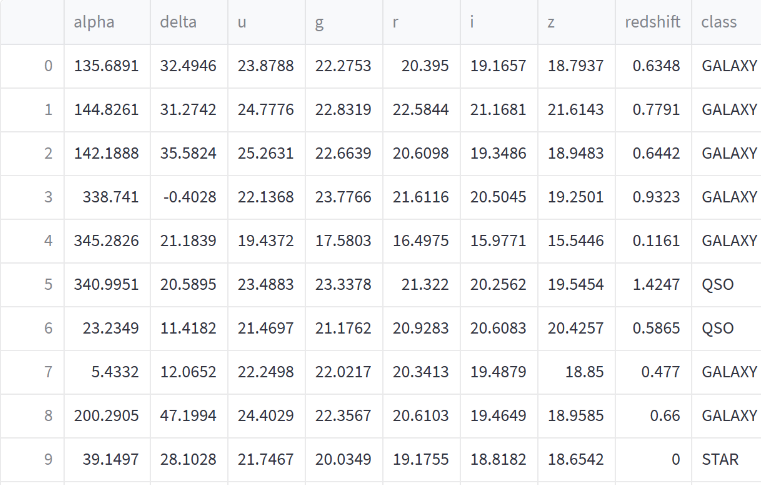 alpha delta u g r i z redshift class
0 135.6891 32.4946 23.8788 22.2753 20.395 19.1657 18.7937 0.6348 GALAXY
1 144.8261 31.2742 24.7776 22.8319 22.5844 21.1681 21.6143 0.7791 GALAXY
2 142.1888 35.5824 25.2631 22.6639 20.6098 19.3486 18.9483 0.6442 GALAXY
3 338.741 -0.4028 22.1368 23.7766 21.6116 20.5045 19.2501 0.9323 GALAXY
4 345.2826 21.1839 19.4372 17.5803 16.4975 15.9771 15.5446 0.1161 GALAXY
5 340.9951 20.5895 23.4883 23.3378 21.322 20.2562 19.5454 1.4247 QSO
6 23.2349 11.4182 21.4697 21.1762 20.9283 20.6083 20.4257 0.5865 QSO
7 5.4332 12.0652 22.2498 22.0217 20.3413 19.4879 18.85 0.477 GALAXY
8 200.2905 47.1994 24.4029 22.3567 20.6103 19.4649 18.9585 0.66 GALAXY
9 39.1497 28.1028 21.7467 20.0349 19.1755 18.8182 18.6542 0 STAR